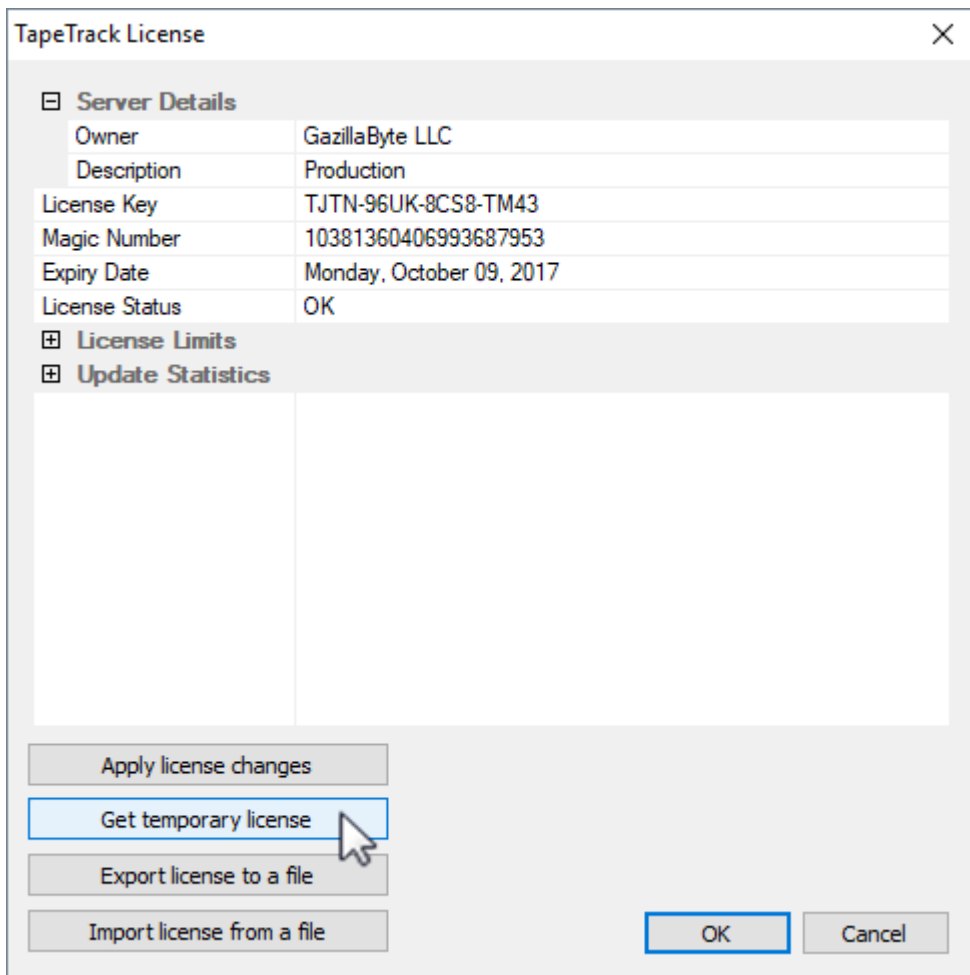 TapeTrack License
Server Details
Owner GazillaByte LLC
Description Production
License Key TJTN-96UK-8CS8-TM43
Magic Number 10381360406993687953
Expiry Date Monday, October 09, 2017
License Status OK
License Limits
Update Statistics
Apply license changes
Get temporary license
Export license to a file
Import license from a file OK Cancel